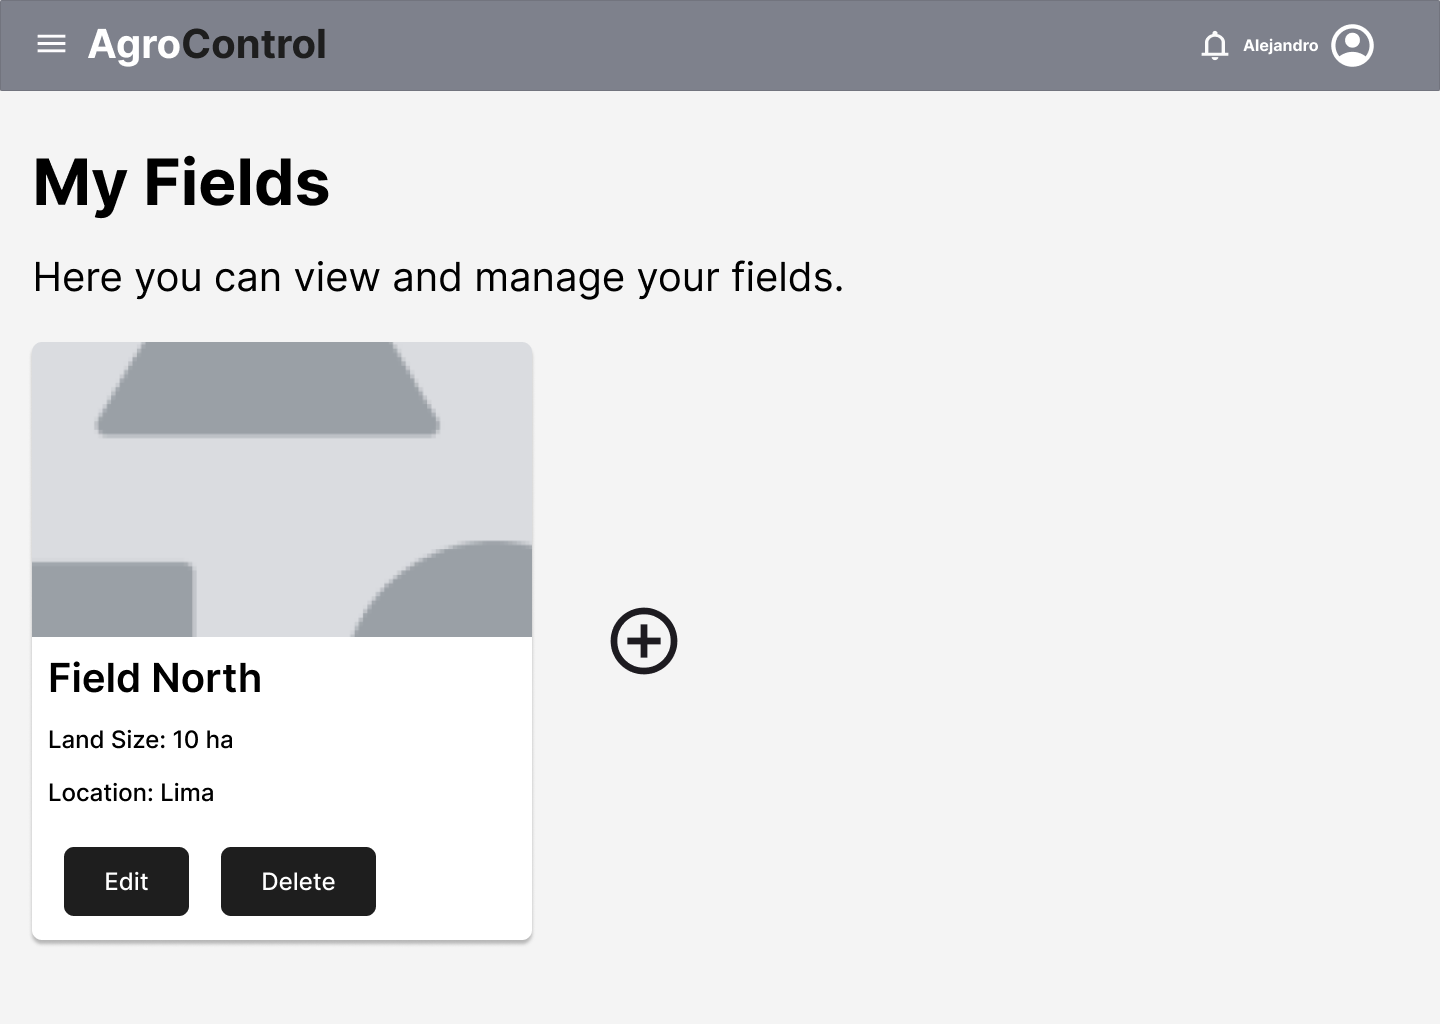 AgroControl
Alejandro
My Fields
Here you can view and manage your fields.
Field North
Land Size: 10 ha
Location: Lima
Edit
Delete